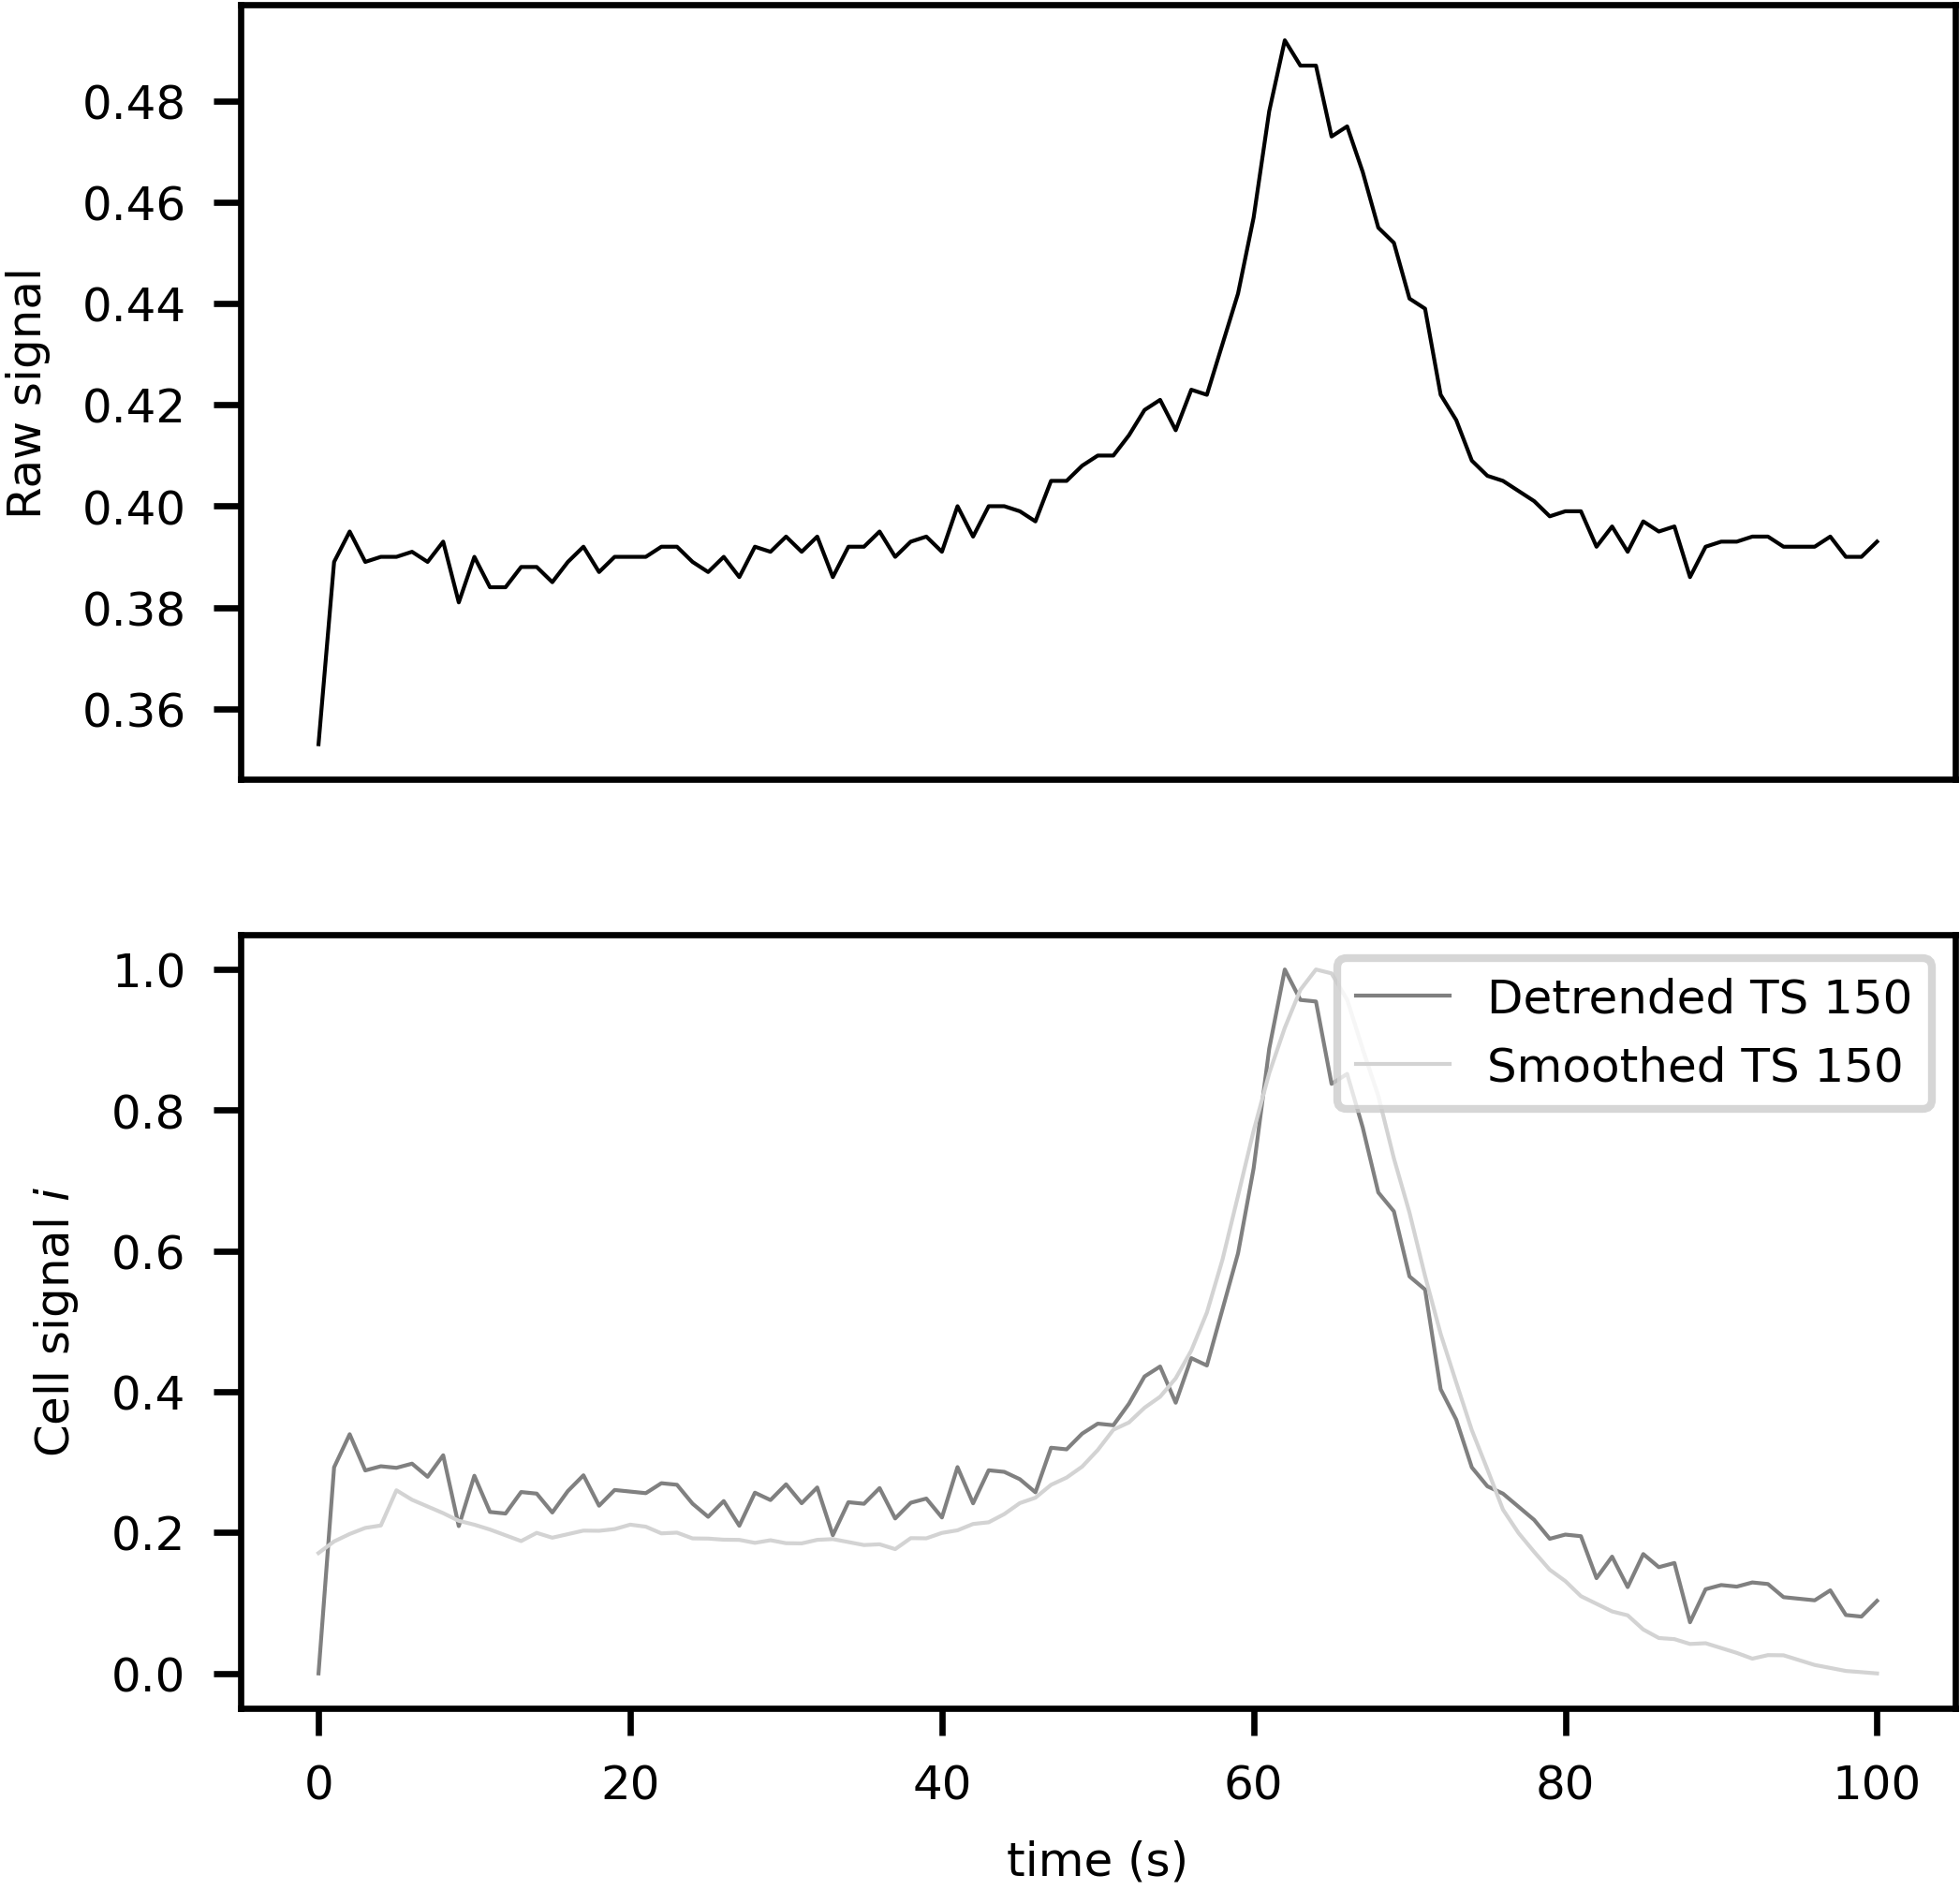 Raw signal
0.48
0.46
0.44
0.42
0.40
0.38
0.36
Cell signal i
1.0
0.8
0.6
0.4
0.2
0.0
Detrended TS 150
Smoothed TS 150
0 20 40 60 80 100
time (s)